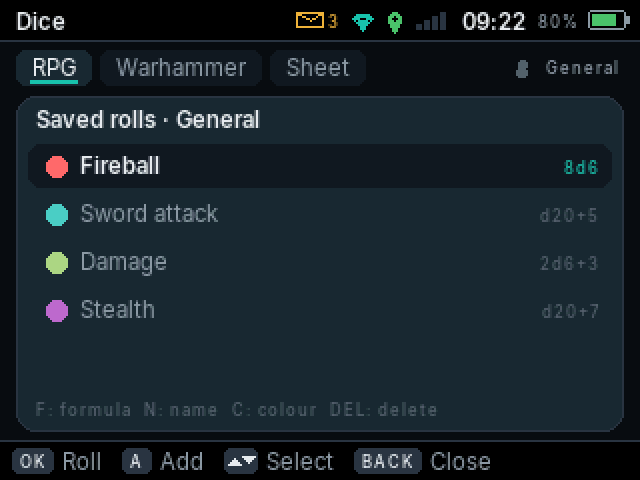 Dice 3 09:22 80%
RPG Warhammer Sheet General
Saved rolls · General
Fireball 8d6
Sword attack d20+5
Damage 2d6+3
Stealth d20+7
F: formula N: name C: colour DEL: delete
OK Roll A Add Select BACK Close